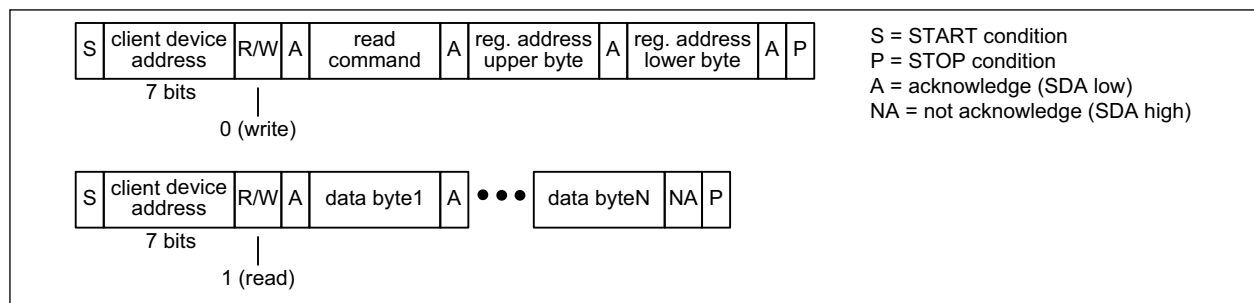 S client device address R/W A read command A reg. address upper byte A reg. address lower byte A P
7 bits
0 (write)
S = START condition
P = STOP condition
A = acknowledge (SDA low)
NA = not acknowledge (SDA high)
S client device address R/W A data byte1 A ••• data byteN NA P
7 bits
1 (read)